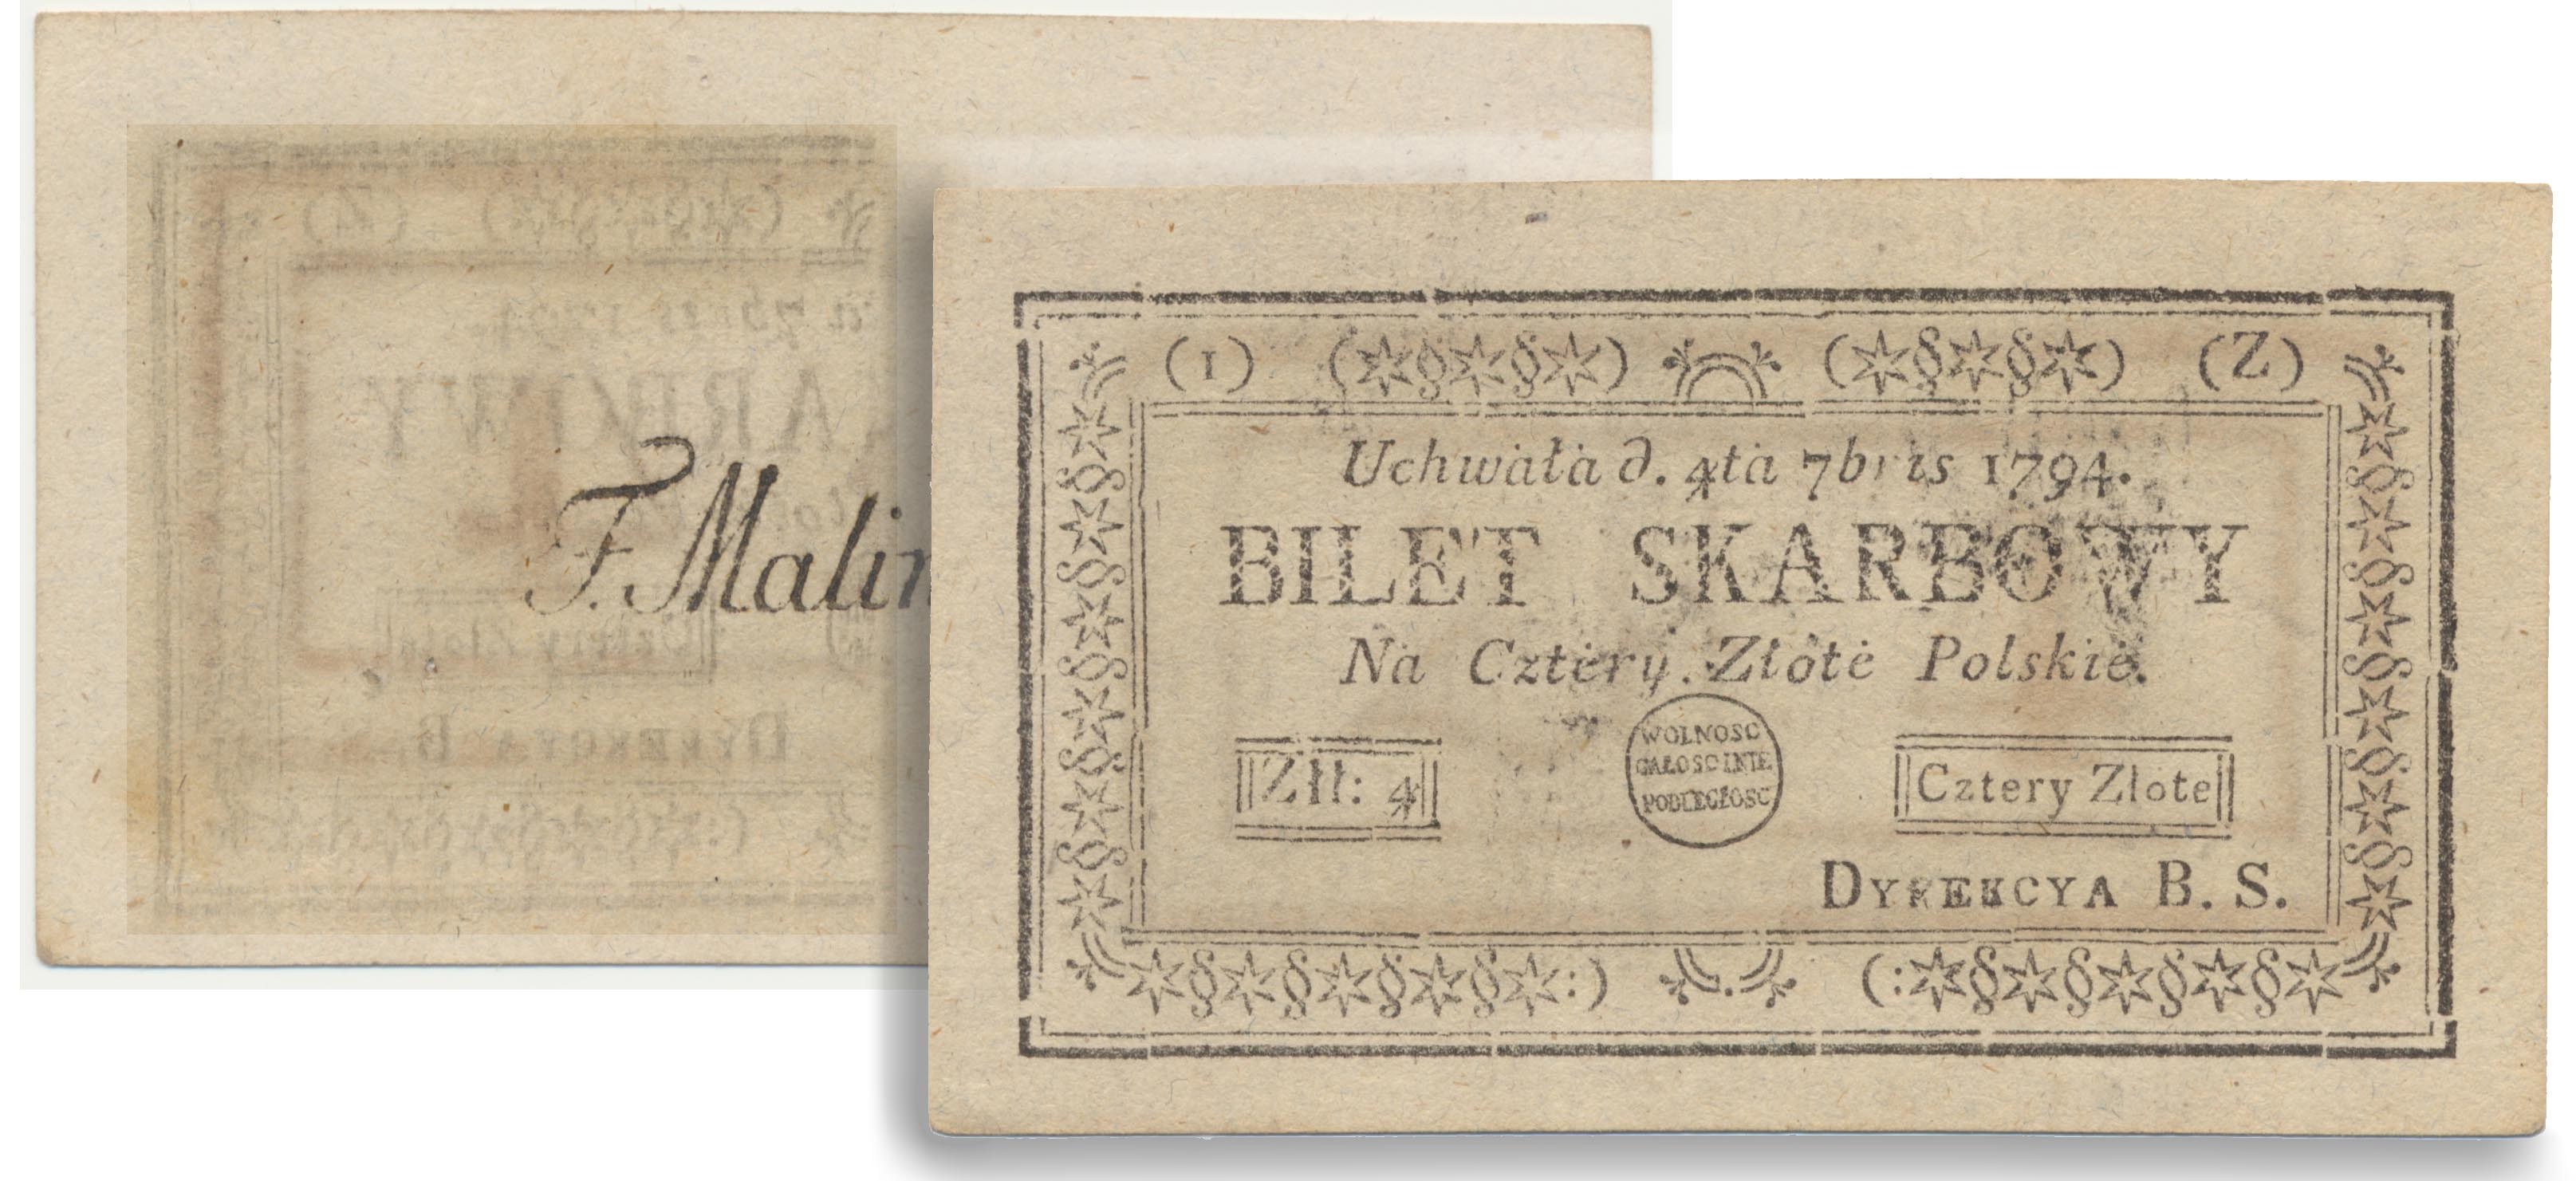 F. Malin
(1) (Z)
Uchwała d. 4ta 7bris 1794.
BILET SKARBOWY
Na Cztery Złote Polskie.
WOLNOSC
CAŁOSC I NIE
PODLEGŁOSC
Złł: 4
Cztery Złote
DYREKCYA B. S.